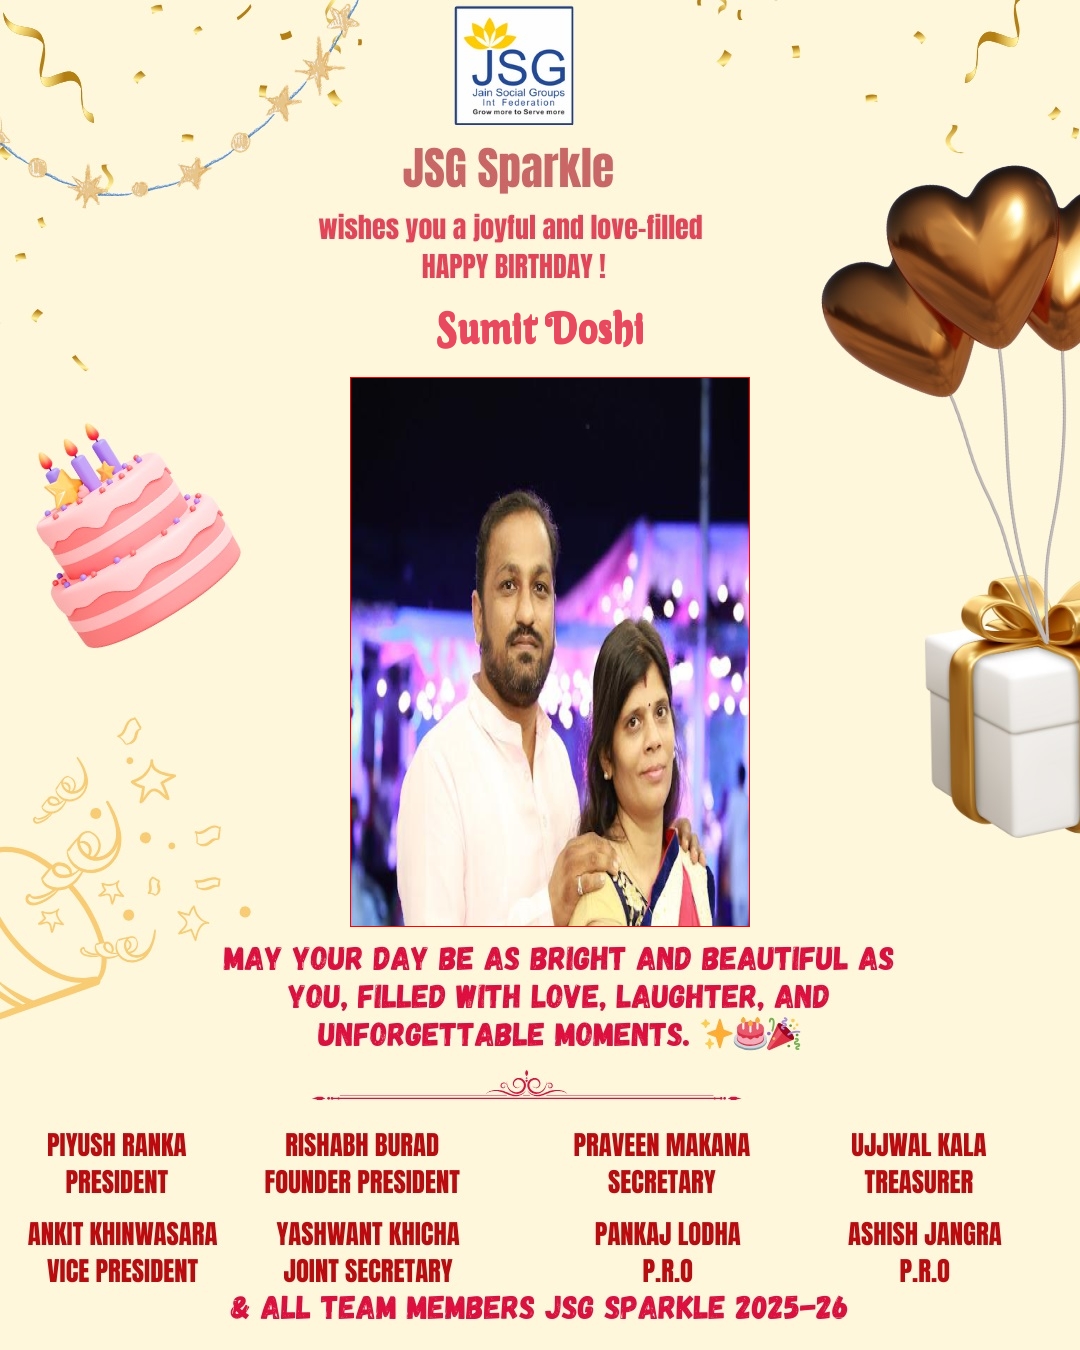 JSG
Jain Social Groups
Int Federation
Grow more to Serve more
JSG Sparkle
wishes you a joyful and love-filled
HAPPY BIRTHDAY !
Sumit Doshi
MAY YOUR DAY BE AS BRIGHT AND BEAUTIFUL AS
YOU, FILLED WITH LOVE, LAUGHTER, AND
UNFORGETTABLE MOMENTS. ✨🎂🎉
PIYUSH RANKA
PRESIDENT
RISHABH BURAD
FOUNDER PRESIDENT
PRAVEEN MAKANA
SECRETARY
UJJWAL KALA
TREASURER
ANKIT KHINWASARA
VICE PRESIDENT
YASHWANT KHICHA
JOINT SECRETARY
PANKAJ LODHA
P.R.O
ASHISH JANGRA
P.R.O
& ALL TEAM MEMBERS JSG SPARKLE 2025-26